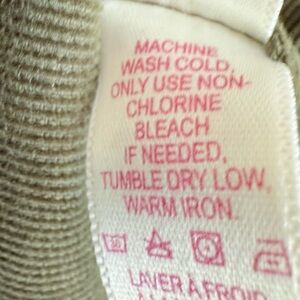 MACHINE
WASH COLD,
ONLY USE NON-
CHLORINE
BLEACH
IF NEEDED,
TUMBLE DRY LOW,
WARM IRON.
LAVER À FROID